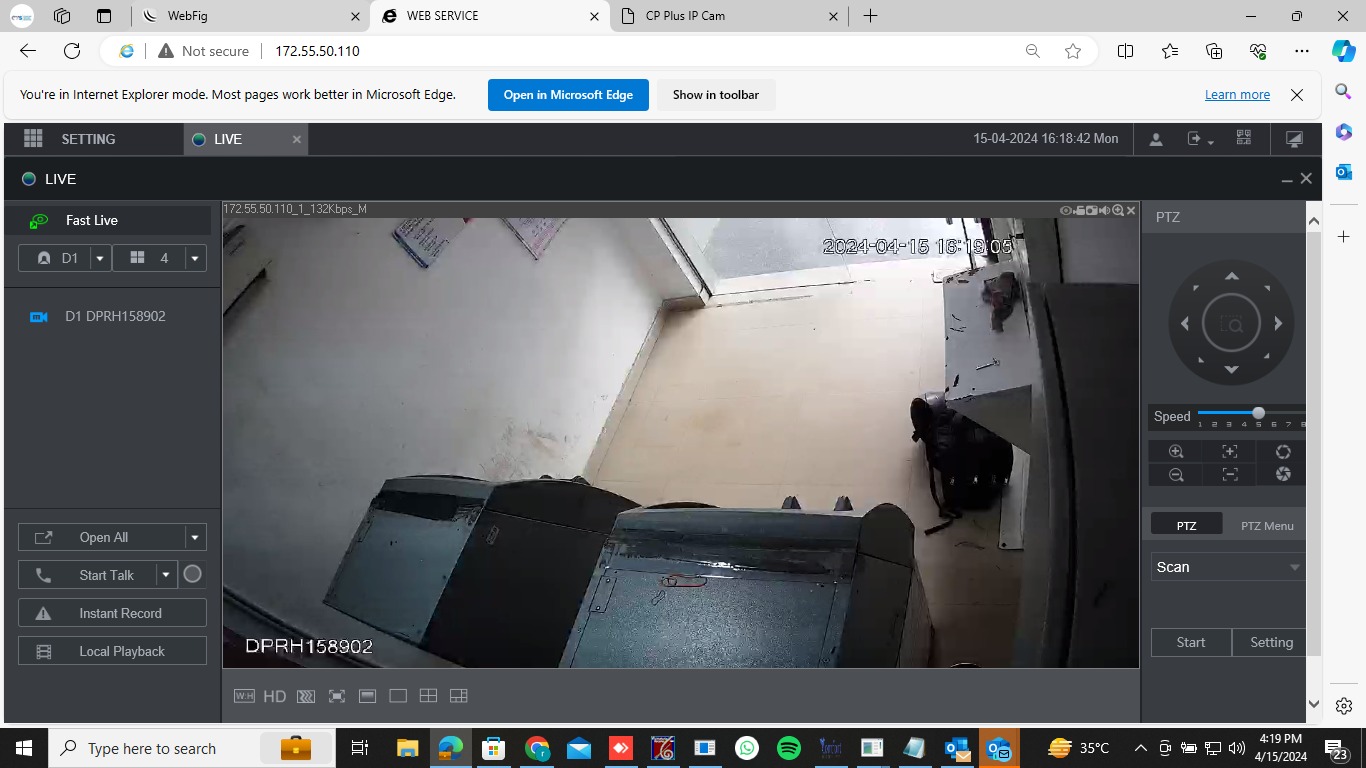 WebFig
WEB SERVICE
CP Plus IP Cam
Not secure
172.55.50.110
You're in Internet Explorer mode. Most pages work better in Microsoft Edge.
Open in Microsoft Edge
Show in toolbar
Learn more
SETTING
LIVE
15-04-2024 16:18:42 Mon
LIVE
Fast Live
172.55.50.110_1_132Kbps_M
PTZ
2024-04-15 16:19:05
D1
4
D1 DPRH158902
Speed
1 2 3 4 5 6 7 8
PTZ
PTZ Menu
Open All
Scan
Start Talk
Instant Record
Start
Setting
Local Playback
DPRH158902
W:H
HD
Type here to search
35°C
4:19 PM
4/15/2024
23